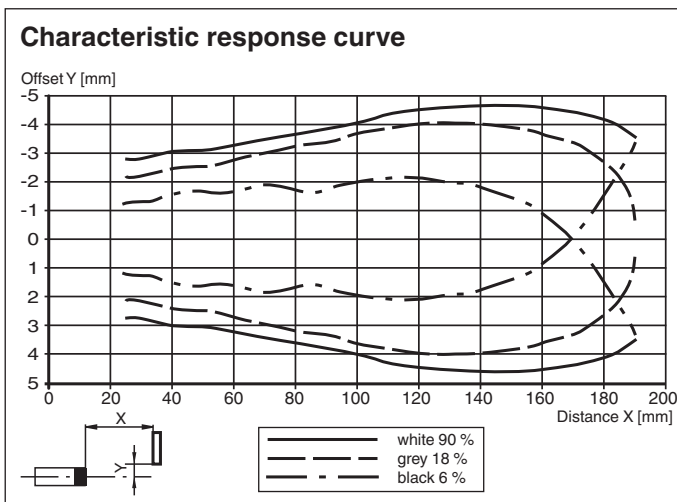 Characteristic response curve
Offset Y [mm]
-5
-4
-3
-2
-1
0
1
2
3
4
5
0 20 40 60 80 100 120 140 160 180 200
Distance X [mm]
X
Y
white 90 %
grey 18 %
black 6 %